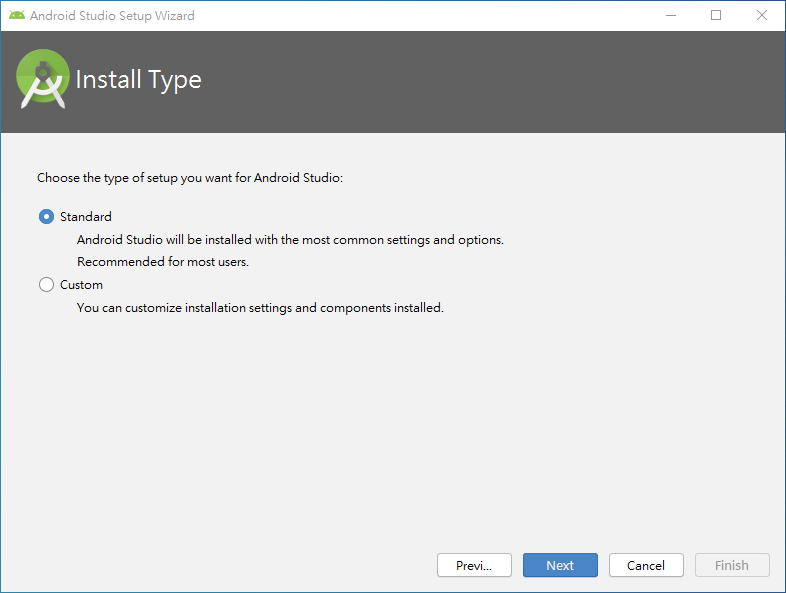 Android Studio Setup Wizard
Install Type
Choose the type of setup you want for Android Studio:
Standard
Android Studio will be installed with the most common settings and options.
Recommended for most users.
Custom
You can customize installation settings and components installed.
Previ... Next Cancel Finish